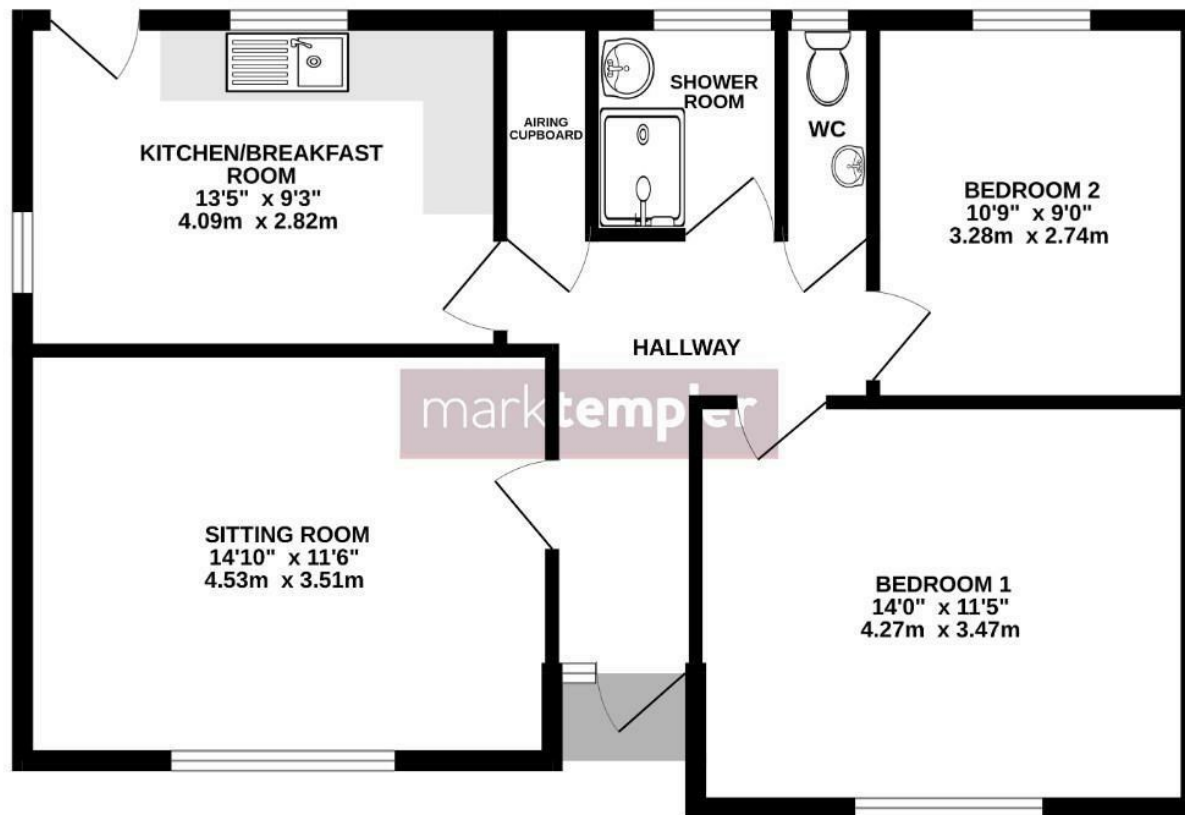 KITCHEN/BREAKFAST
ROOM
13'5" x 9'3"
4.09m x 2.82m
AIRING
CUPBOARD
SHOWER
ROOM
WC
BEDROOM 2
10'9" x 9'0"
3.28m x 2.74m
HALLWAY
marktempler
SITTING ROOM
14'10" x 11'6"
4.53m x 3.51m
BEDROOM 1
14'0" x 11'5"
4.27m x 3.47m